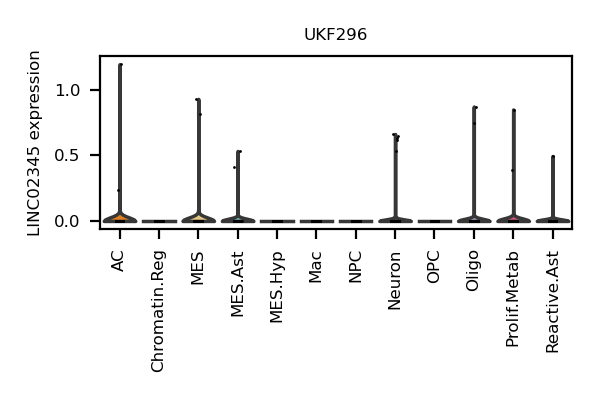 UKF296
LINC02345 expression
1.0
0.5
0.0
AC
Chromatin.Reg
MES
MES.Ast
MES.Hyp
Mac
NPC
Neuron
OPC
Oligo
Prolif.Metab
Reactive.Ast